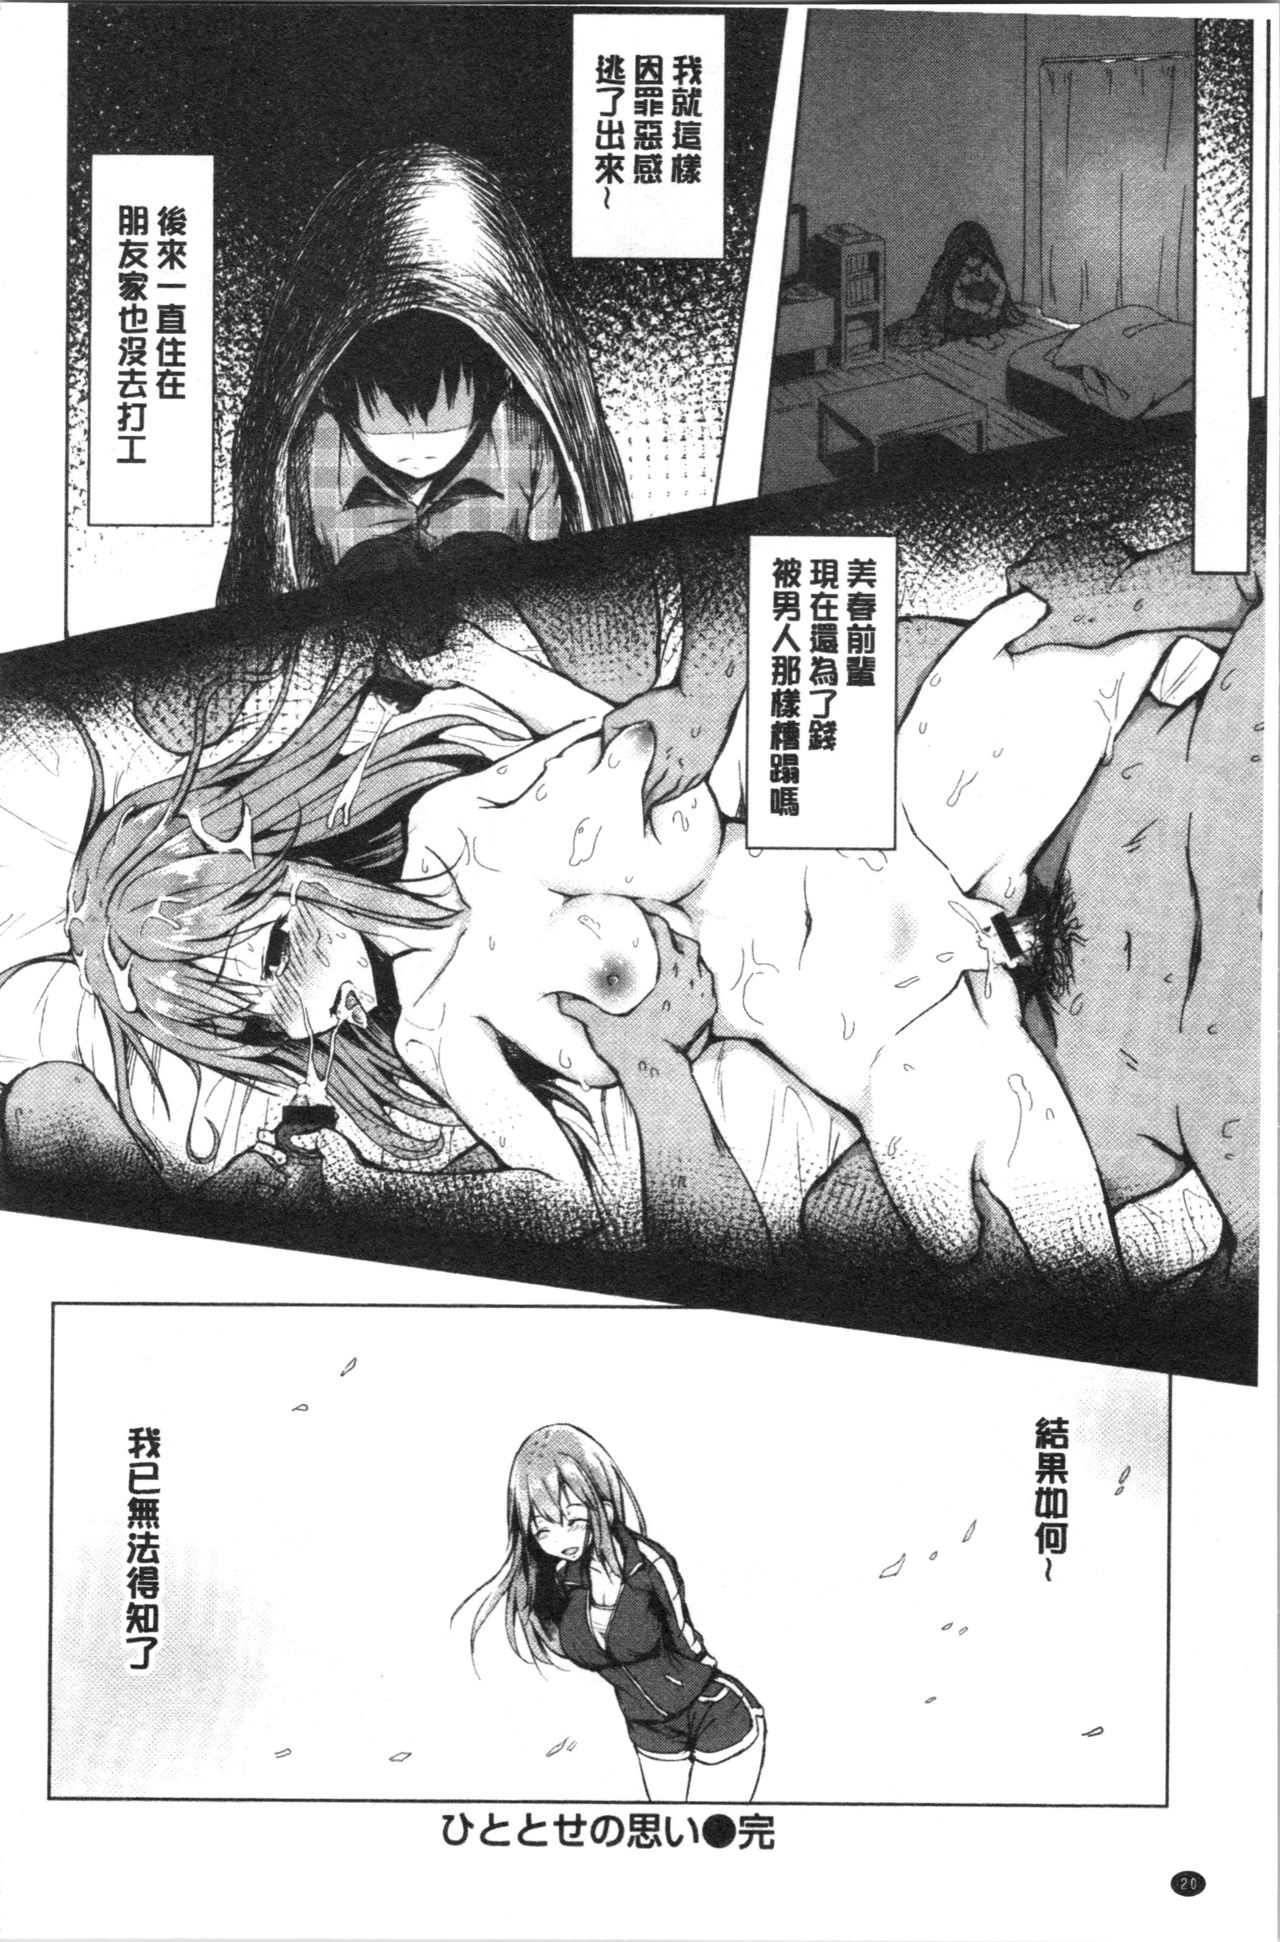 我就這樣
因罪惡感
逃了出來~
後來一直住在
朋友家也沒去打工
美春前輩
現在還為了錢
被男人那樣糟蹋嗎
結果如何~
我已無法得知了
ひととせの思い●完
20